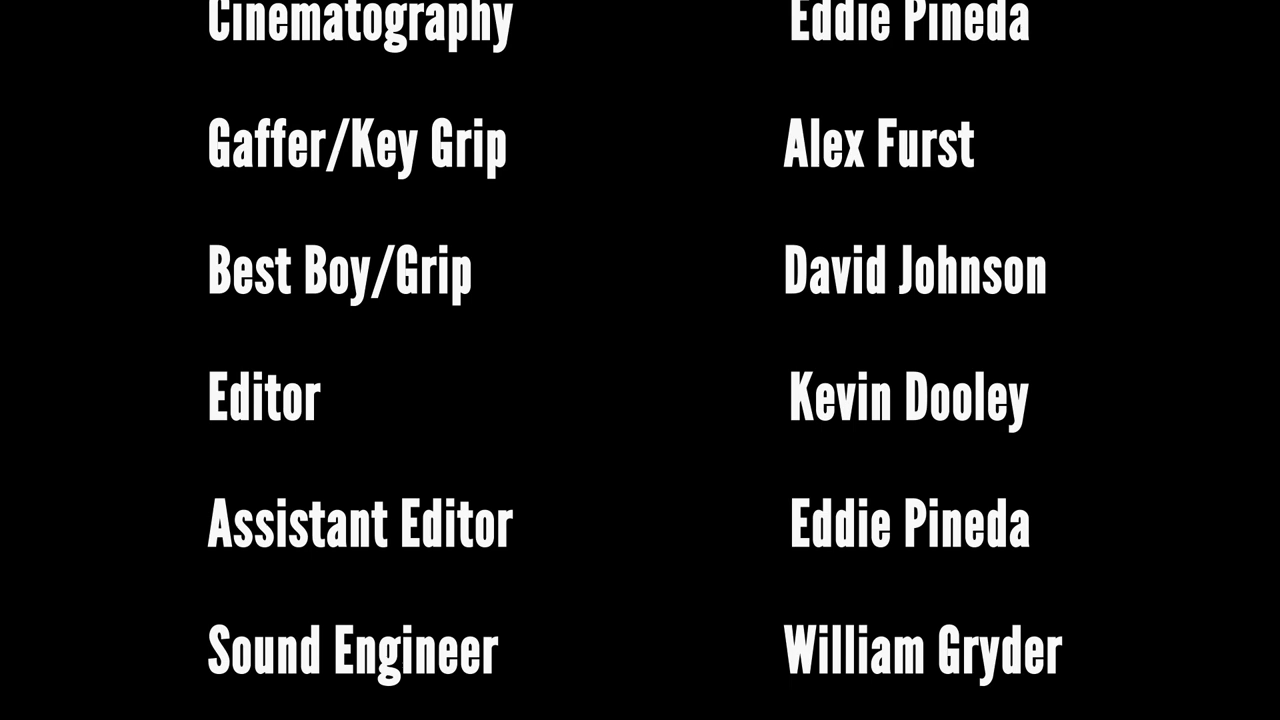 Cinematography Eddie Pineda
Gaffer/Key Grip Alex Furst
Best Boy/Grip David Johnson
Editor Kevin Dooley
Assistant Editor Eddie Pineda
Sound Engineer William Gryder